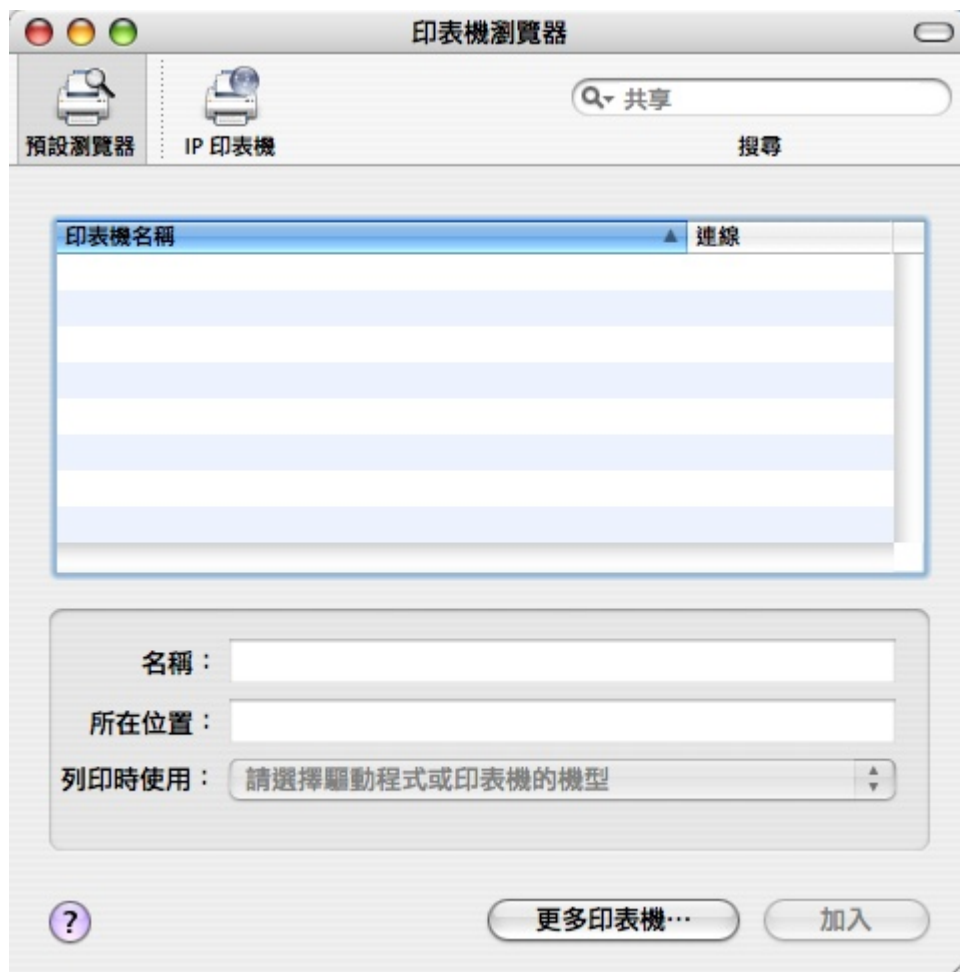 印表機瀏覽器
預設瀏覽器
IP 印表機
共享
搜尋
印表機名稱
連線
名稱：
所在位置：
列印時使用：
請選擇驅動程式或印表機的機型
?
更多印表機…
加入